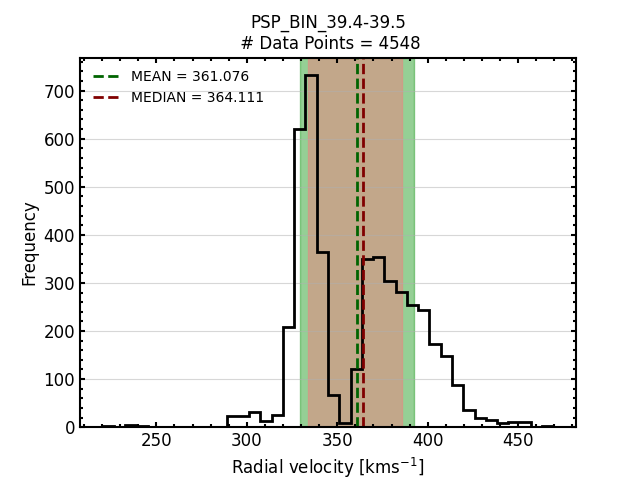 PSP_BIN_39.4-39.5
# Data Points = 4548
MEAN = 361.076
MEDIAN = 364.111
Frequency
700
600
500
400
300
200
100
0
250 300 350 400 450
Radial velocity [kms⁻¹]